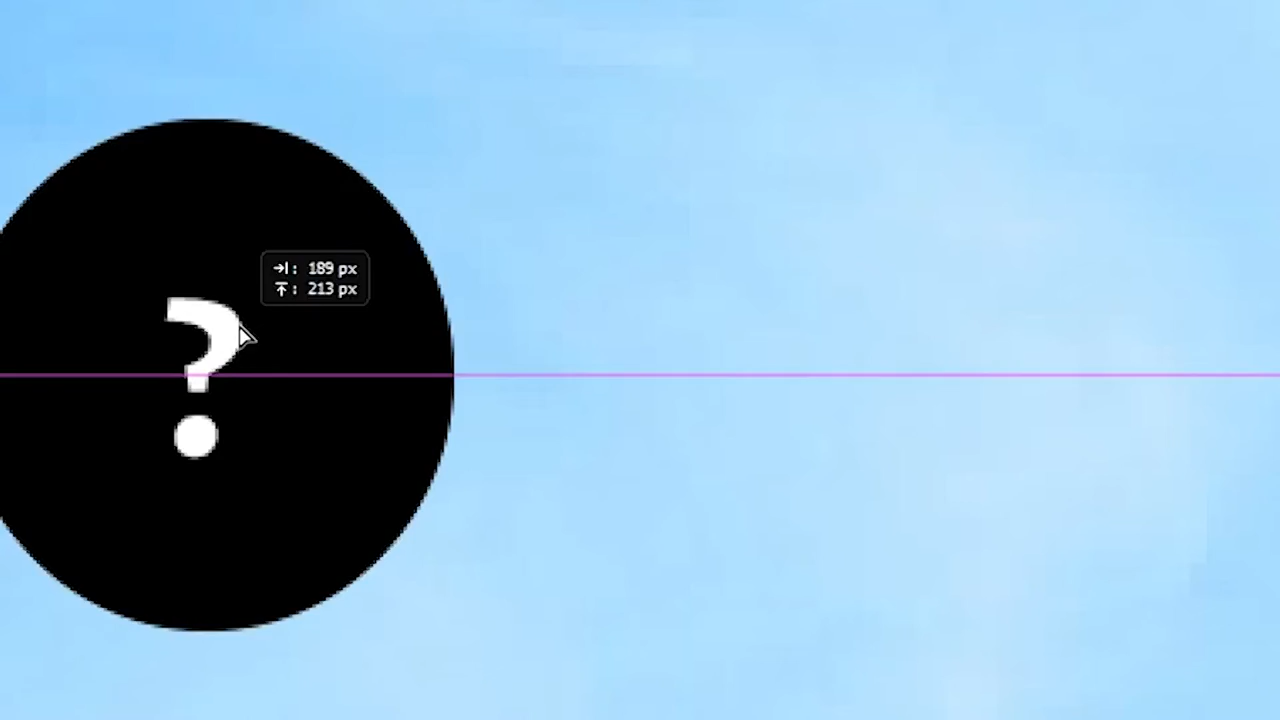 →|: 189 px
↑: 213 px
?